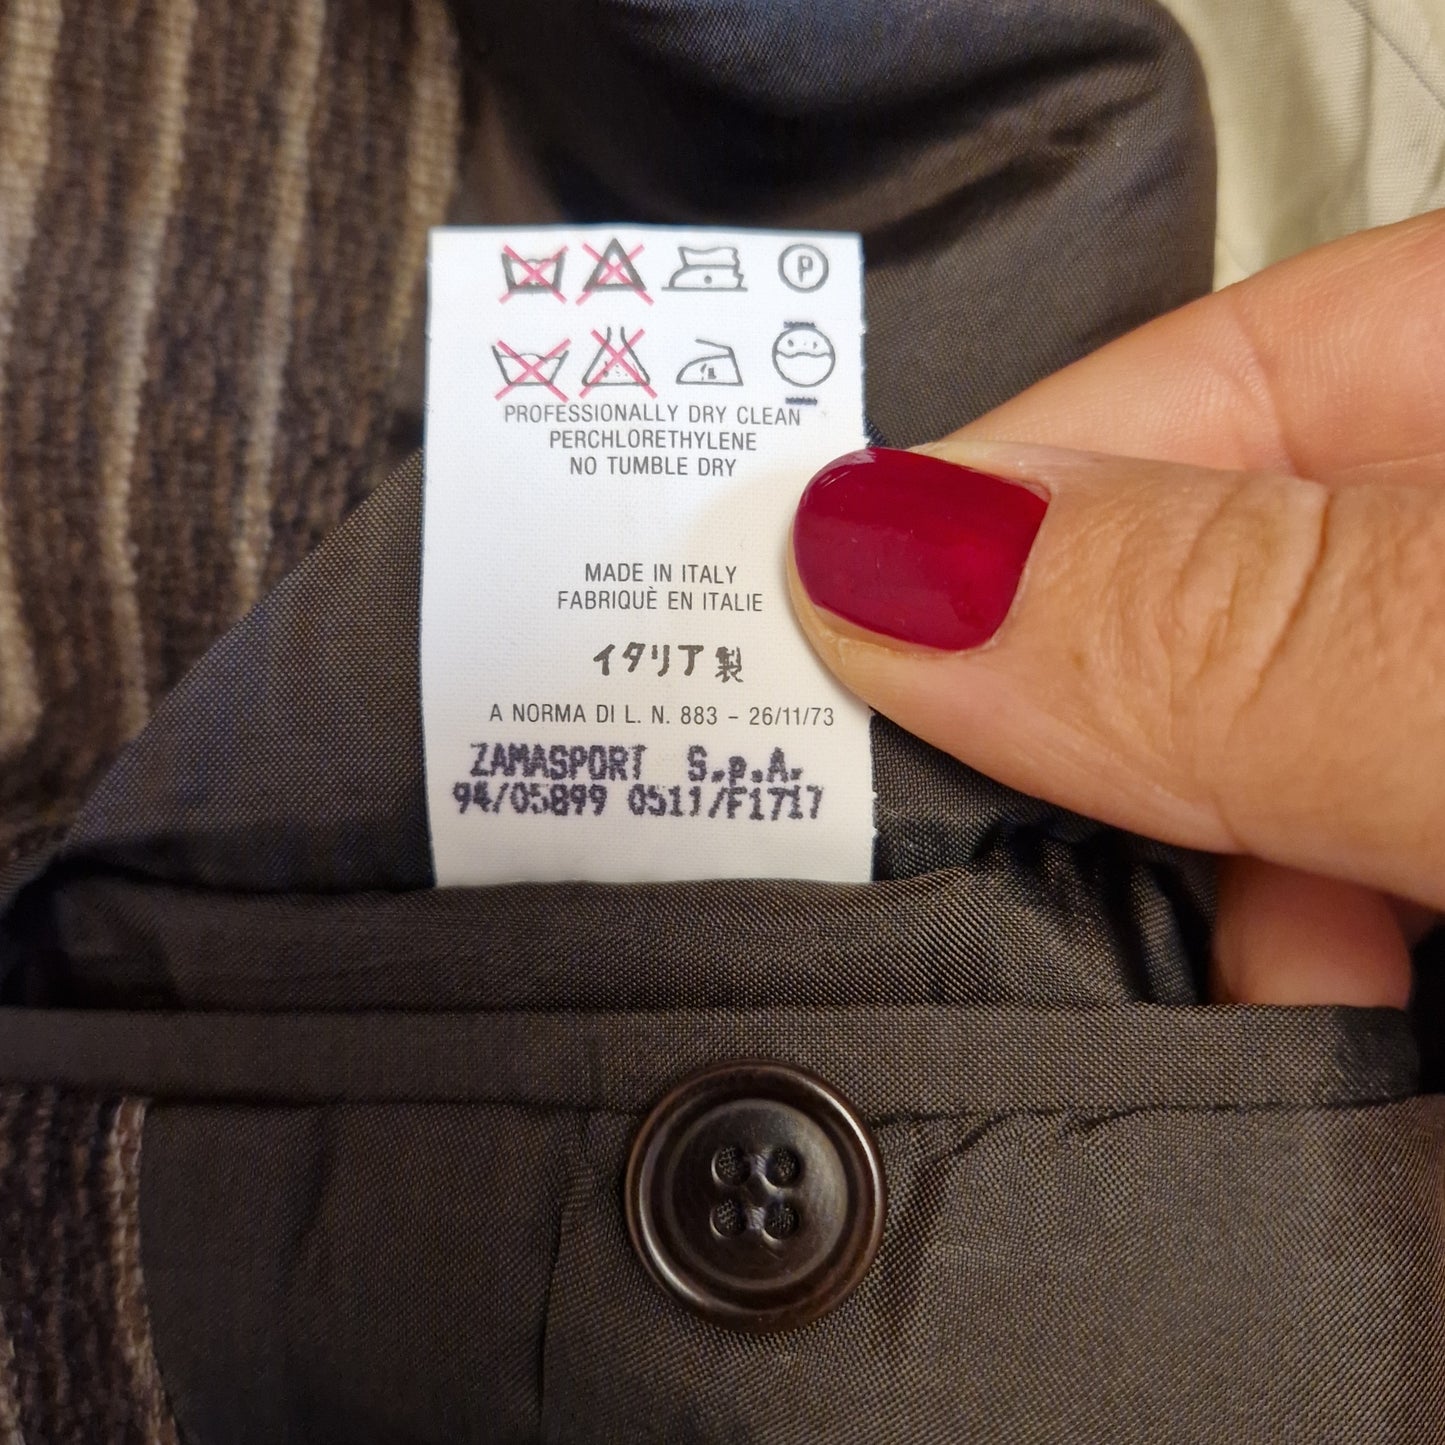 P
PROFESSIONALLY DRY CLEAN
PERCHLORETHYLENE
NO TUMBLE DRY
MADE IN ITALY
FABRIQUÈ EN ITALIE
イタリア製
A NORMA DI L. N. 883 - 26/11/73
ZAMASPORT S.p.A.
94/05899 0511/F1717